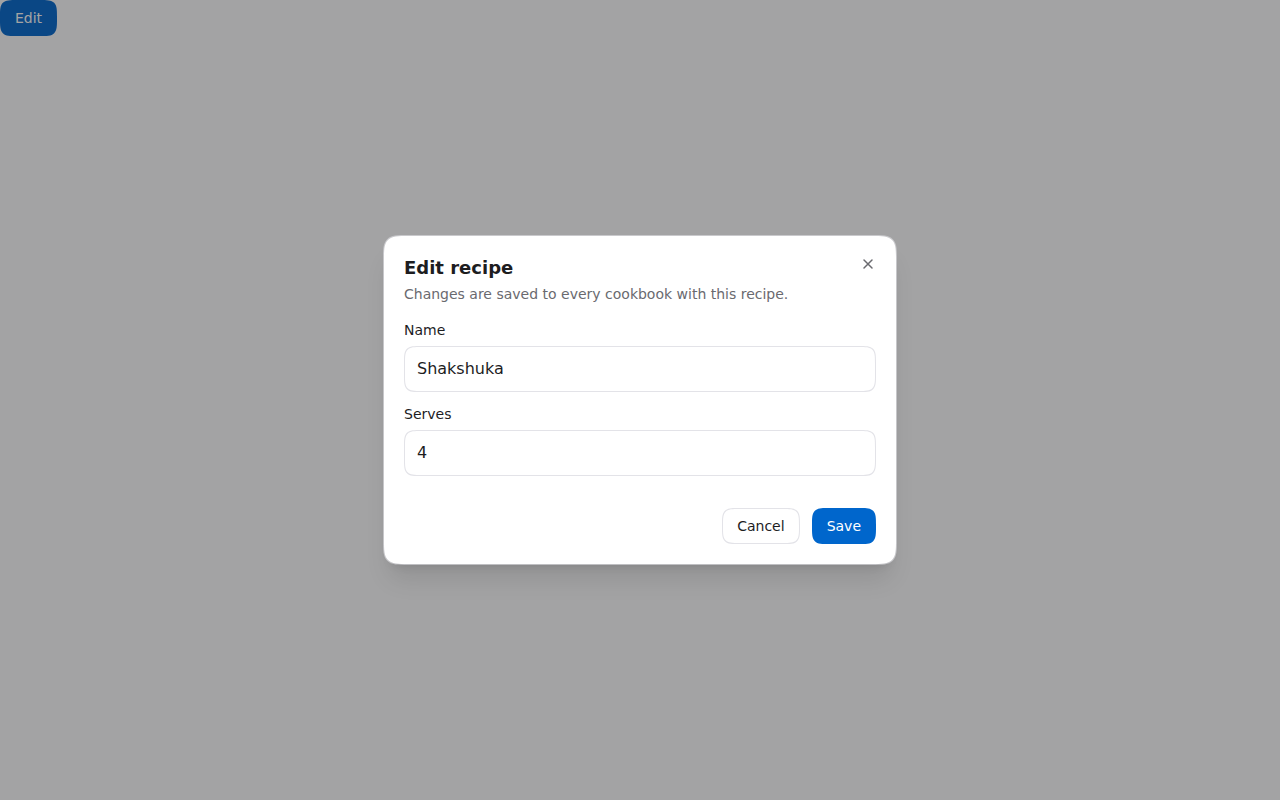 Edit
Edit recipe
Changes are saved to every cookbook with this recipe.
Name
Shakshuka
Serves
4
Cancel
Save